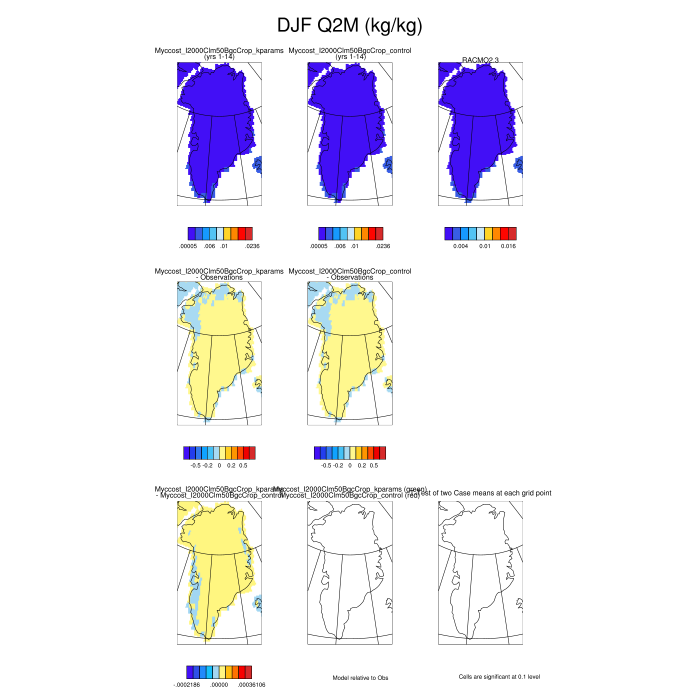 DJF Q2M (kg/kg)
Myccost_I2000Clm50BgcCrop_kparams
(yrs 1-14)
Myccost_I2000Clm50BgcCrop_control
(yrs 1-14)
RACMO2.3
.00005 .006 .01 .0236
.00005 .006 .01 .0236
0.004 0.01 0.016
Myccost_I2000Clm50BgcCrop_kparams
- Observations
Myccost_I2000Clm50BgcCrop_control
- Observations
-0.5 -0.2 0 0.2 0.5
-0.5 -0.2 0 0.2 0.5
Myccost_I2000Clm50BgcCrop_kparams
- Myccost_I2000Clm50BgcCrop_control
Myccost_I2000Clm50BgcCrop_kparams (green)
Myccost_I2000Clm50BgcCrop_control (red)
of two Case means at each grid point
-.0002186 .00000 .00036106
Model relative to Obs
Cells are significant at 0.1 level